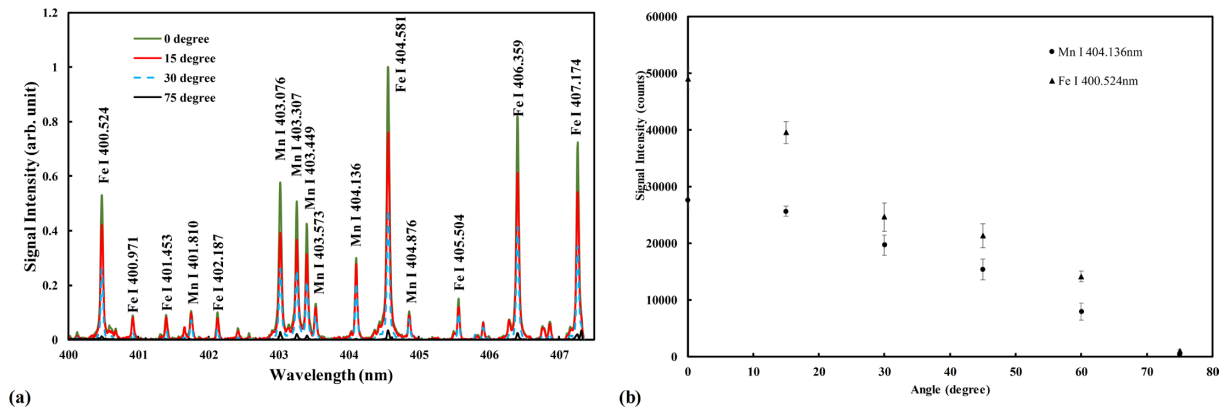 1.2
1
0.8
0.6
0.4
0.2
0
Signal Intensity (arb. unit)
0 degree
15 degree
30 degree
75 degree
Fe I 400.524
Fe I 400.971
Fe I 401.453
Mn I 401.810
Fe I 402.187
Mn I 403.076
Mn I 403.307
Mn I 403.449
Mn I 403.573
Mn I 404.136
Fe I 404.581
Mn I 404.876
Fe I 405.504
Fe I 406.359
Fe I 407.174
400 401 402 403 404 405 406 407
Wavelength (nm)
(a)
60000
50000
40000
30000
20000
10000
0
Signal Intensity (counts)
Mn I 404.136nm
Fe I 400.524nm
0 10 20 30 40 50 60 70 80
Angle (degree)
(b)